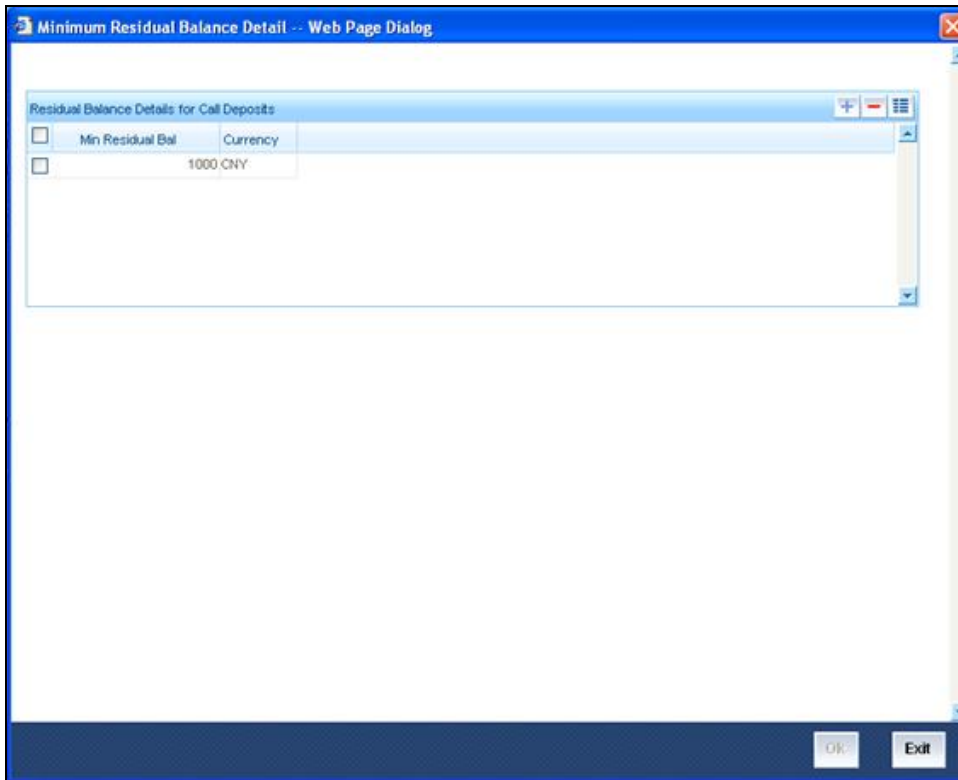 Minimum Residual Balance Detail -- Web Page Dialog
Residual Balance Details for Call Deposits
Min Residual Bal Currency
1000 CNY
Ok Exit